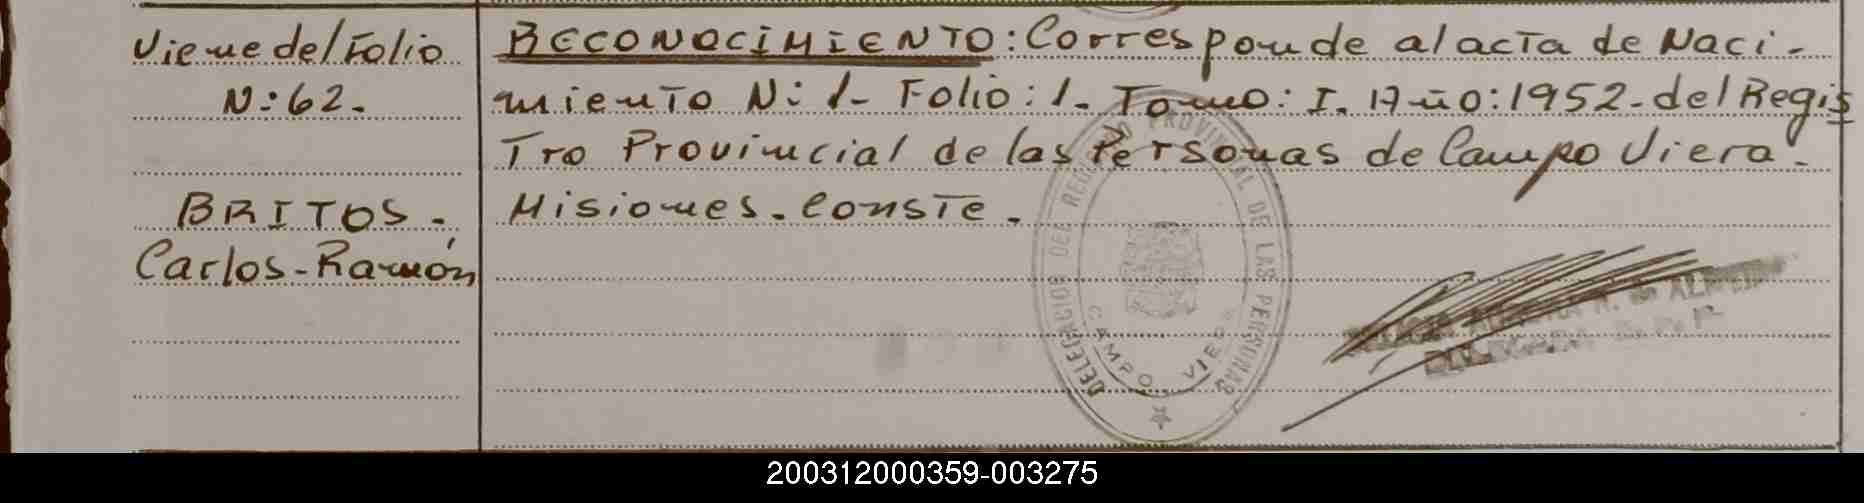 Viene del Folio
N: 62.
BRITOS.
Carlos-Ramón
RECONOCIMIENTO: Corresponde al acta de Naci-
miento N: 1- Folio: 1. Tomo: I. Año: 1952- del Regis
tro Provincial de las Personas de Campo Viera-
Misiones. Conste.
DELEGACION DEL REGISTRO PROVINCIAL DE LAS PERSONAS
CAMPO VIERA
200312000359-003275